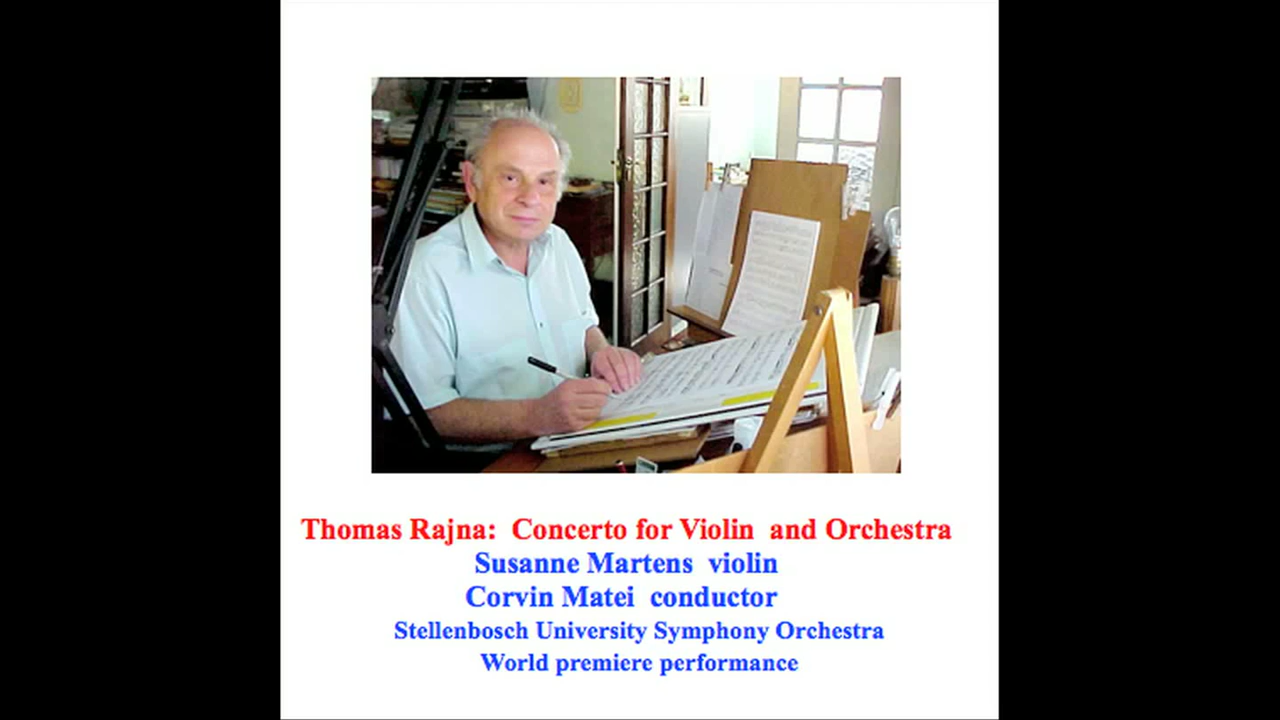 Thomas Rajna: Concerto for Violin and Orchestra
Susanne Martens violin
Corvin Matei conductor
Stellenbosch University Symphony Orchestra
World premiere performance